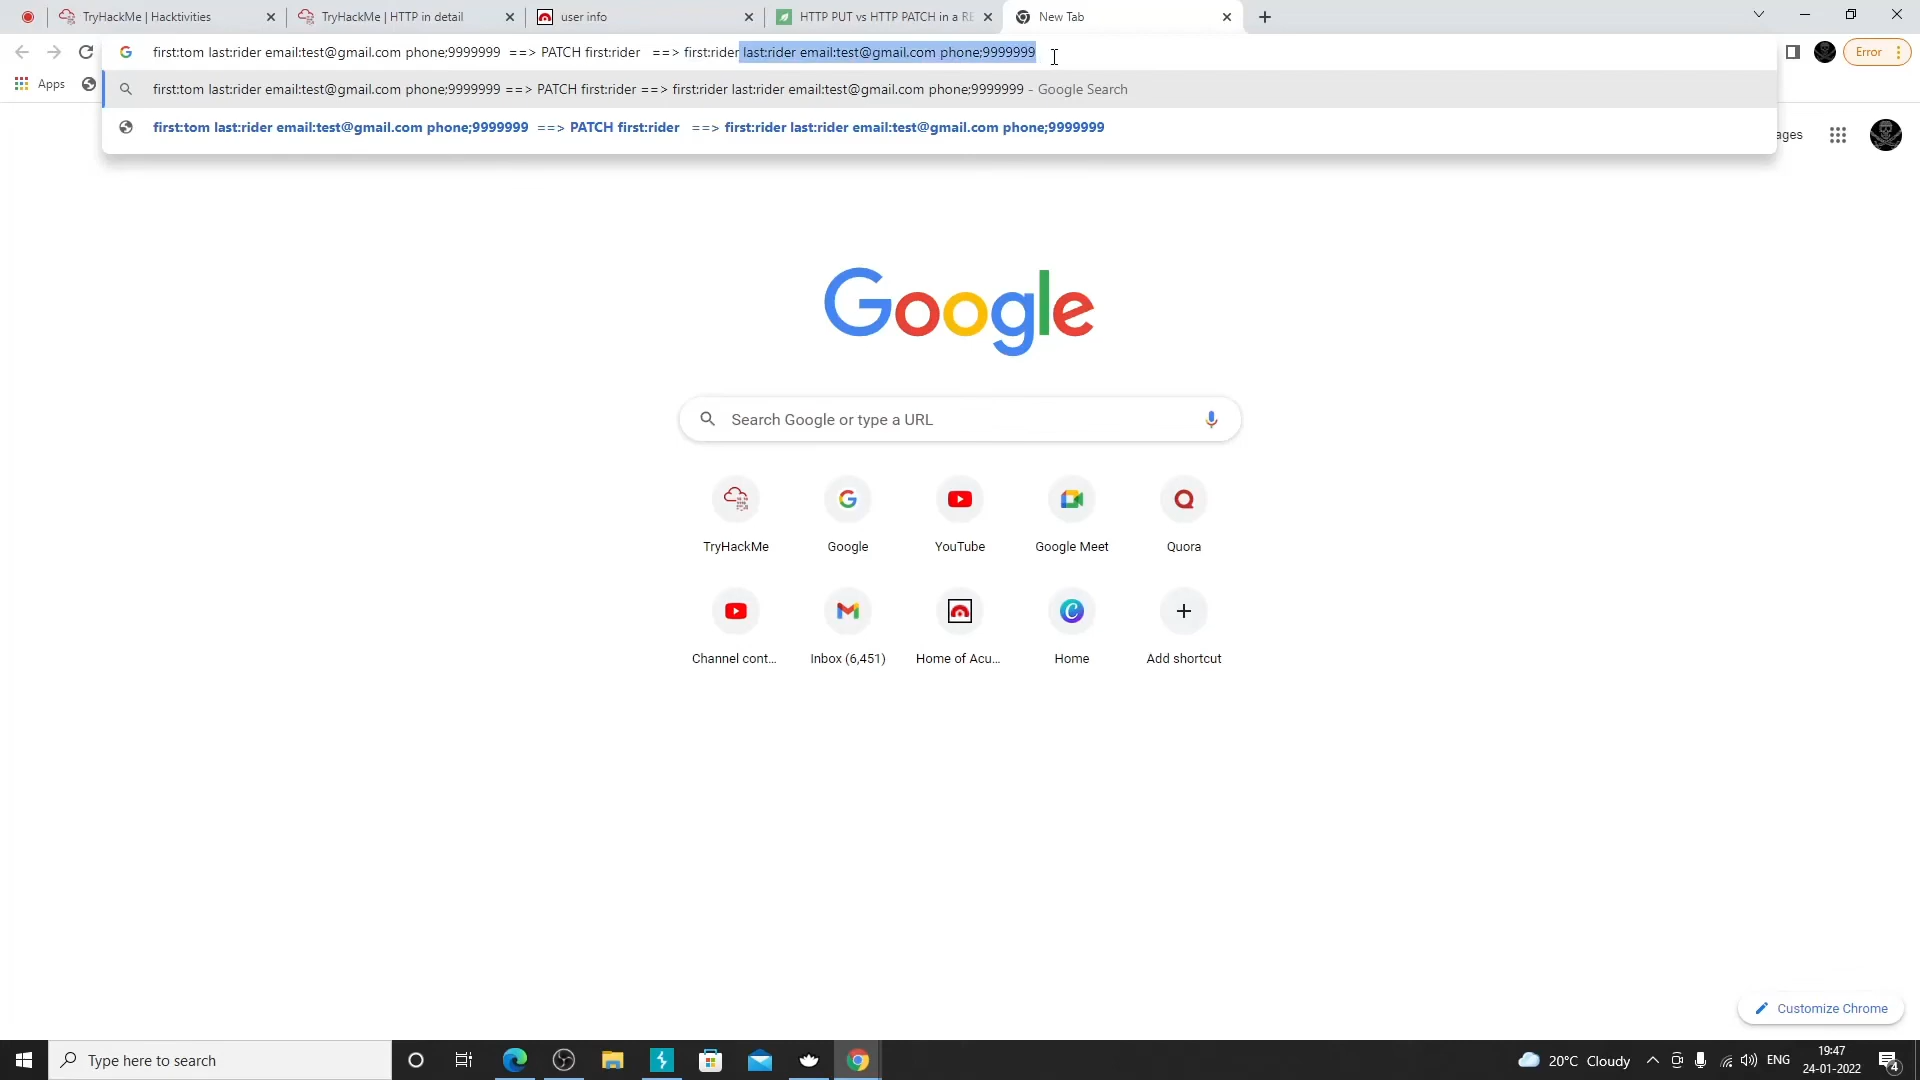 TryHackMe | Hacktivities
TryHackMe | HTTP in detail
user info
HTTP PUT vs HTTP PATCH in a RE
New Tab
first:tom last:rider email:test@gmail.com phone;9999999 ==> PATCH first:rider ==> first:rider last:rider email:test@gmail.com phone;9999999
Error
Apps
first:tom last:rider email:test@gmail.com phone;9999999 ==> PATCH first:rider ==> first:rider last:rider email:test@gmail.com phone;9999999 - Google Search
first:tom last:rider email:test@gmail.com phone;9999999 ==> PATCH first:rider ==> first:rider last:rider email:test@gmail.com phone;9999999
ages
Google
Search Google or type a URL
TryHackMe
Google
YouTube
Google Meet
Quora
Channel cont...
Inbox (6,451)
Home of Acu...
Home
Add shortcut
Customize Chrome
Type here to search
20°C Cloudy
ENG
19:47
24-01-2022
4